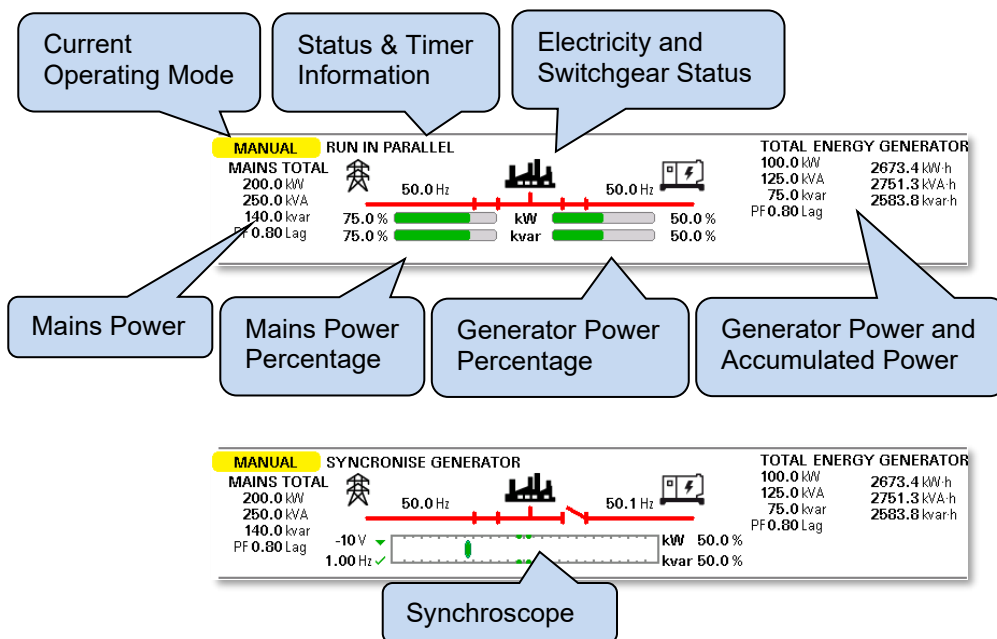 Current
Operating Mode
Status & Timer
Information
Electricity and
Switchgear Status
MANUAL RUN IN PARALLEL
MAINS TOTAL
200.0 kW
250.0 kVA
140.0 kvar
PF 0.80 Lag
50.0 Hz
50.0 Hz
75.0 % kW 50.0 %
75.0 % kvar 50.0 %
TOTAL ENERGY GENERATOR
100.0 kW 2673.4 kW·h
125.0 kVA 2751.3 kVA·h
75.0 kvar 2583.8 kvar·h
PF 0.80 Lag
Mains Power
Mains Power
Percentage
Generator Power
Percentage
Generator Power and
Accumulated Power
MANUAL SYNCRONISE GENERATOR
MAINS TOTAL
200.0 kW
250.0 kVA
140.0 kvar
PF 0.80 Lag
50.0 Hz
50.1 Hz
-10 V kW 50.0 %
1.00 Hz kvar 50.0 %
TOTAL ENERGY GENERATOR
100.0 kW 2673.4 kW·h
125.0 kVA 2751.3 kVA·h
75.0 kvar 2583.8 kvar·h
PF 0.80 Lag
Synchroscope